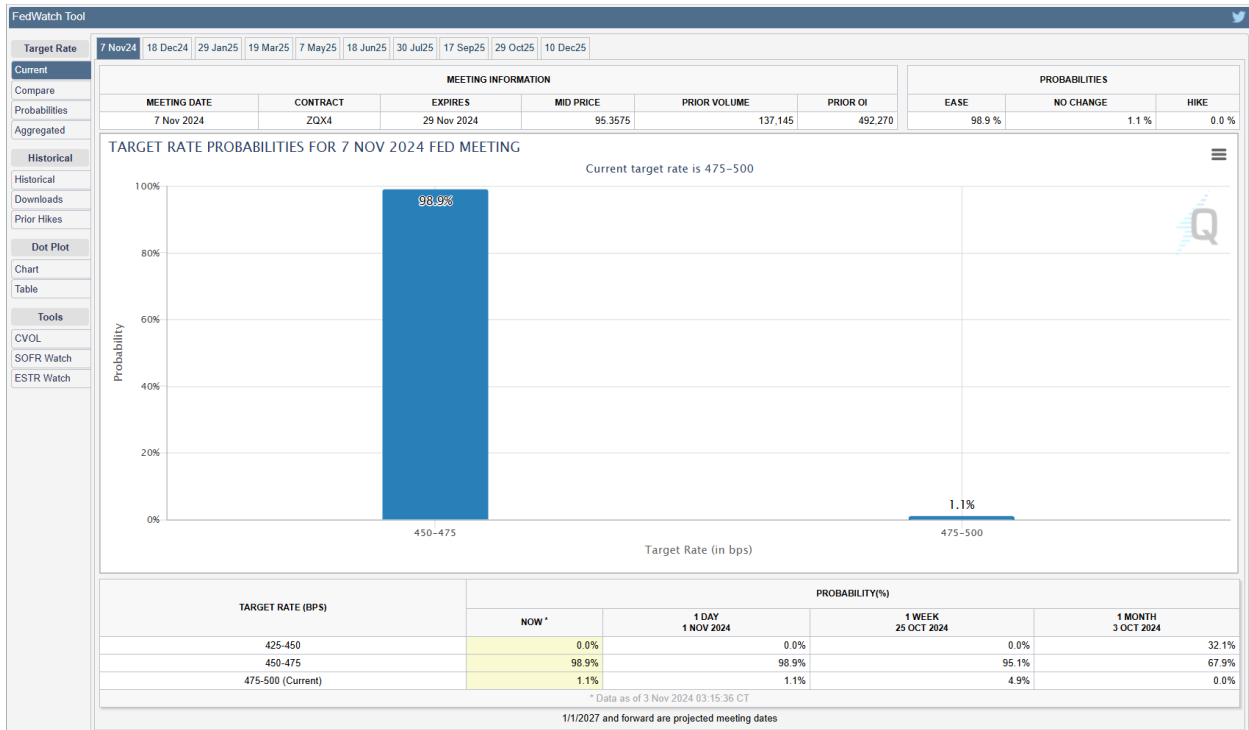 FedWatch Tool
Target Rate
Current
Compare
Probabilities
Aggregated
Historical
Historical
Downloads
Prior Hikes
Dot Plot
Chart
Table
Tools
CVOL
SOFR Watch
ESTR Watch
7 Nov24 18 Dec24 29 Jan25 19 Mar25 7 May25 18 Jun25 30 Jul25 17 Sep25 29 Oct25 10 Dec25
MEETING INFORMATION
MEETING DATE CONTRACT EXPIRES MID PRICE PRIOR VOLUME PRIOR OI
7 Nov 2024 ZQX4 29 Nov 2024 95.3575 137,145 492,270
PROBABILITIES
EASE NO CHANGE HIKE
98.9 % 1.1 % 0.0 %
TARGET RATE PROBABILITIES FOR 7 NOV 2024 FED MEETING
Current target rate is 475–500
Q
Probability
100%
80%
60%
40%
20%
0%
98.9%
1.1%
450–475 475–500
Target Rate (in bps)
TARGET RATE (BPS) PROBABILITY(%)
NOW * 1 DAY 1 WEEK 1 MONTH
1 NOV 2024 25 OCT 2024 3 OCT 2024
425-450 0.0% 0.0% 0.0% 32.1%
450-475 98.9% 98.9% 95.1% 67.9%
475-500 (Current) 1.1% 1.1% 4.9% 0.0%
* Data as of 3 Nov 2024 03:15:36 CT
1/1/2027 and forward are projected meeting dates